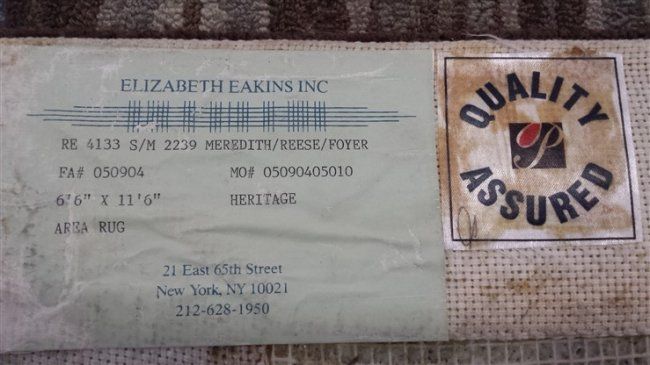 ELIZABETH EAKINS INC
RE 4133 S/M 2239 MEREDITH/REESE/FOYER
FA# 050904 MO# 05090405010
6'6" X 11'6" HERITAGE
AREA RUG
21 East 65th Street
New York, NY 10021
212-628-1950
QUALITY
P
ASSURED